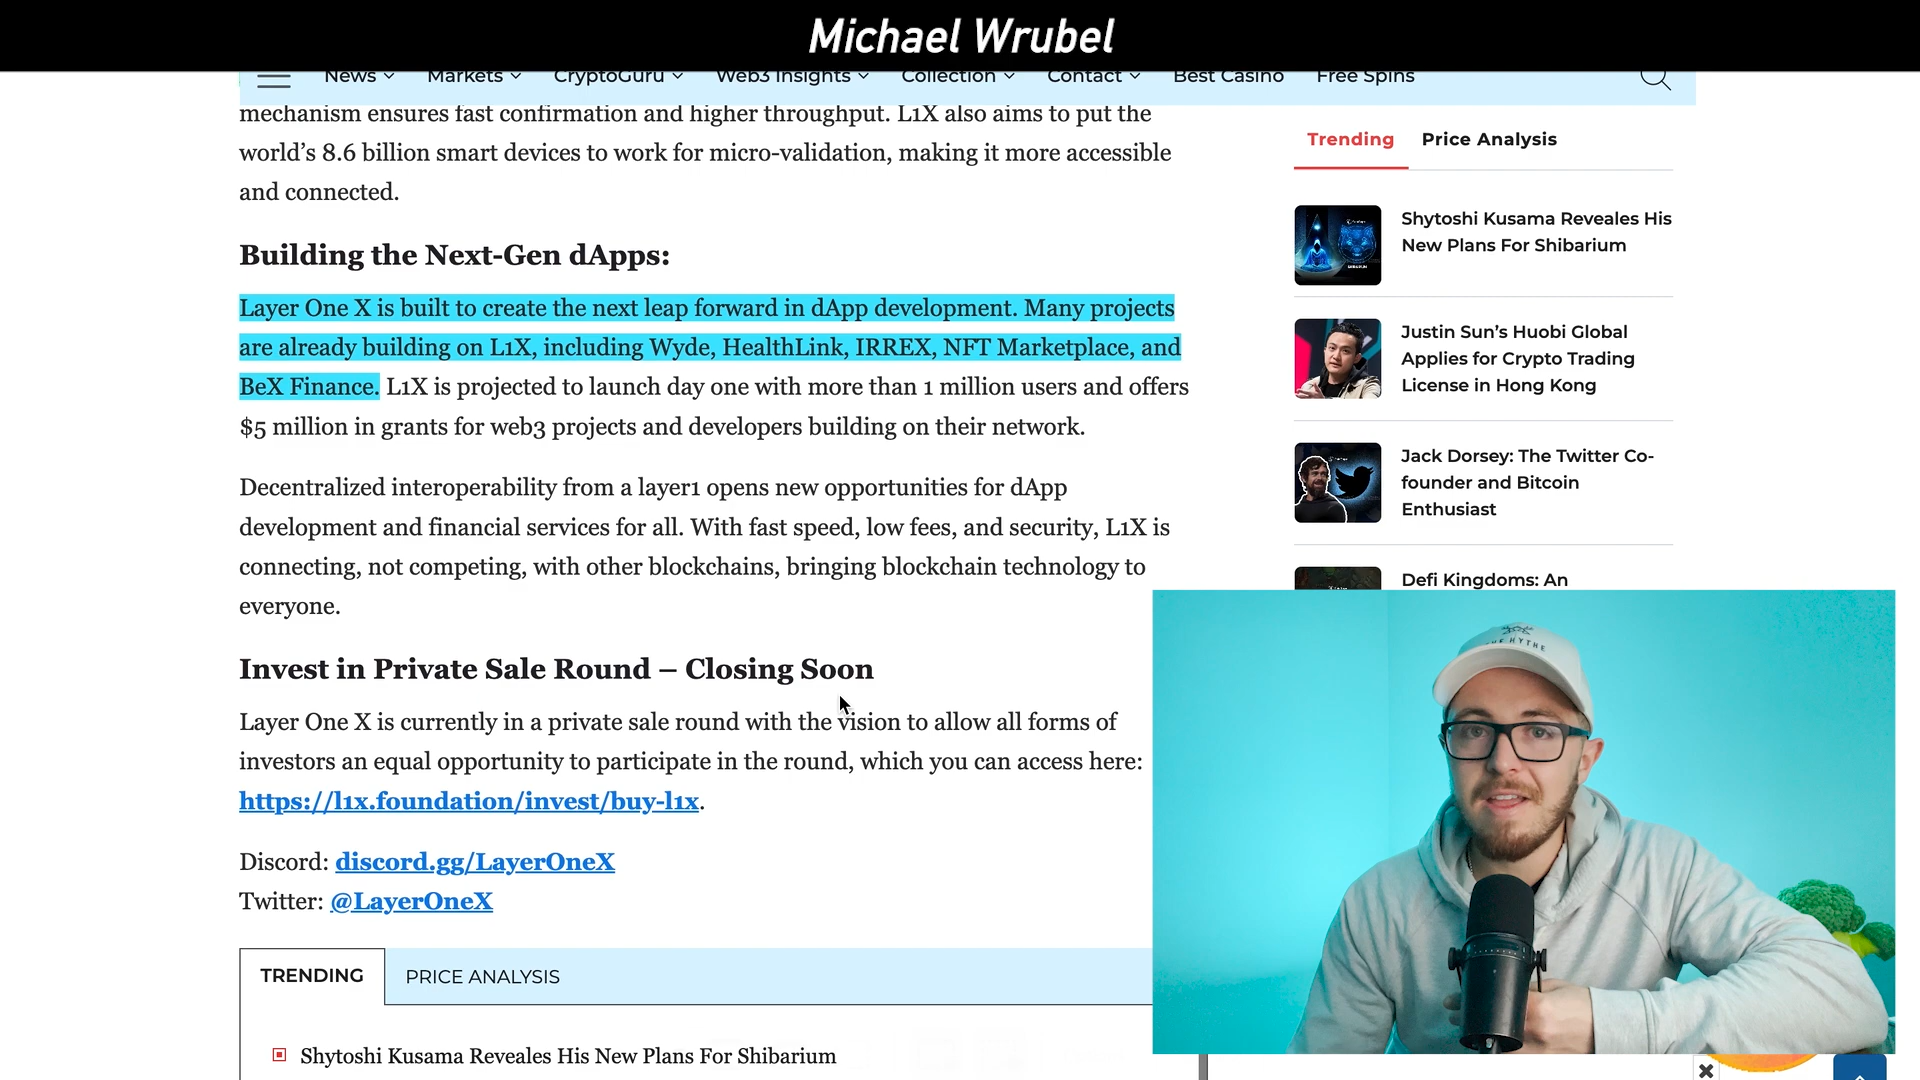 Michael Wrubel
News Markets CryptoGuru Web3 Insights Collection Contact Best Casino Free Spins
mechanism ensures fast confirmation and higher throughput. L1X also aims to put the
world’s 8.6 billion smart devices to work for micro-validation, making it more accessible
and connected.
Building the Next-Gen dApps:
Layer One X is built to create the next leap forward in dApp development. Many projects
are already building on L1X, including Wyde, HealthLink, IRREX, NFT Marketplace, and
BeX Finance. L1X is projected to launch day one with more than 1 million users and offers
$5 million in grants for web3 projects and developers building on their network.
Decentralized interoperability from a layer1 opens new opportunities for dApp
development and financial services for all. With fast speed, low fees, and security, L1X is
connecting, not competing, with other blockchains, bringing blockchain technology to
everyone.
Invest in Private Sale Round – Closing Soon
Layer One X is currently in a private sale round with the vision to allow all forms of
investors an equal opportunity to participate in the round, which you can access here:
https://l1x.foundation/invest/buy-l1x.
Discord: discord.gg/LayerOneX
Twitter: @LayerOneX
TRENDING PRICE ANALYSIS
Shytoshi Kusama Reveales His New Plans For Shibarium
Trending Price Analysis
Shytoshi Kusama Reveales His
New Plans For Shibarium
Justin Sun’s Huobi Global
Applies for Crypto Trading
License in Hong Kong
Jack Dorsey: The Twitter Co-
founder and Bitcoin
Enthusiast
Defi Kingdoms: An